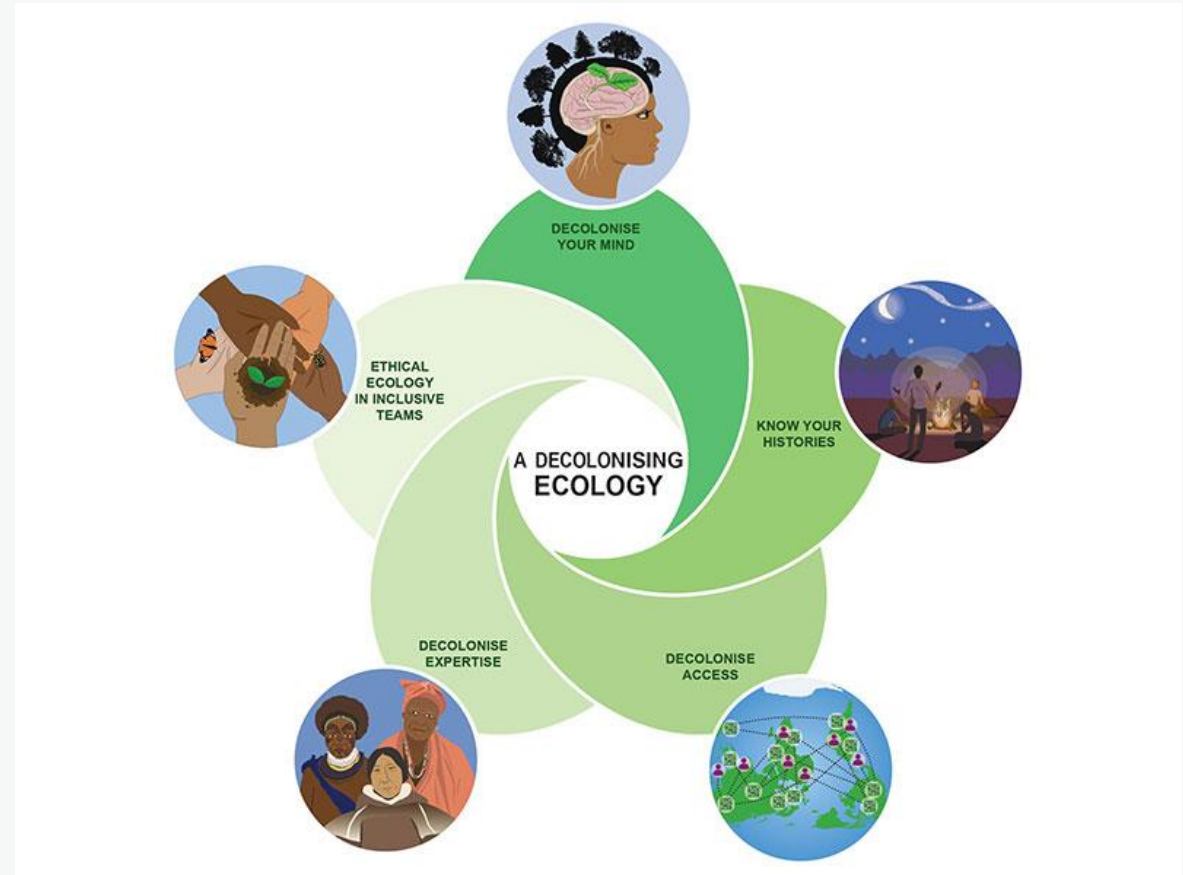 DECOLONISE
YOUR MIND
KNOW YOUR
HISTORIES
DECOLONISE
ACCESS
DECOLONISE
EXPERTISE
ETHICAL
ECOLOGY
IN INCLUSIVE
TEAMS
A DECOLONISING
ECOLOGY